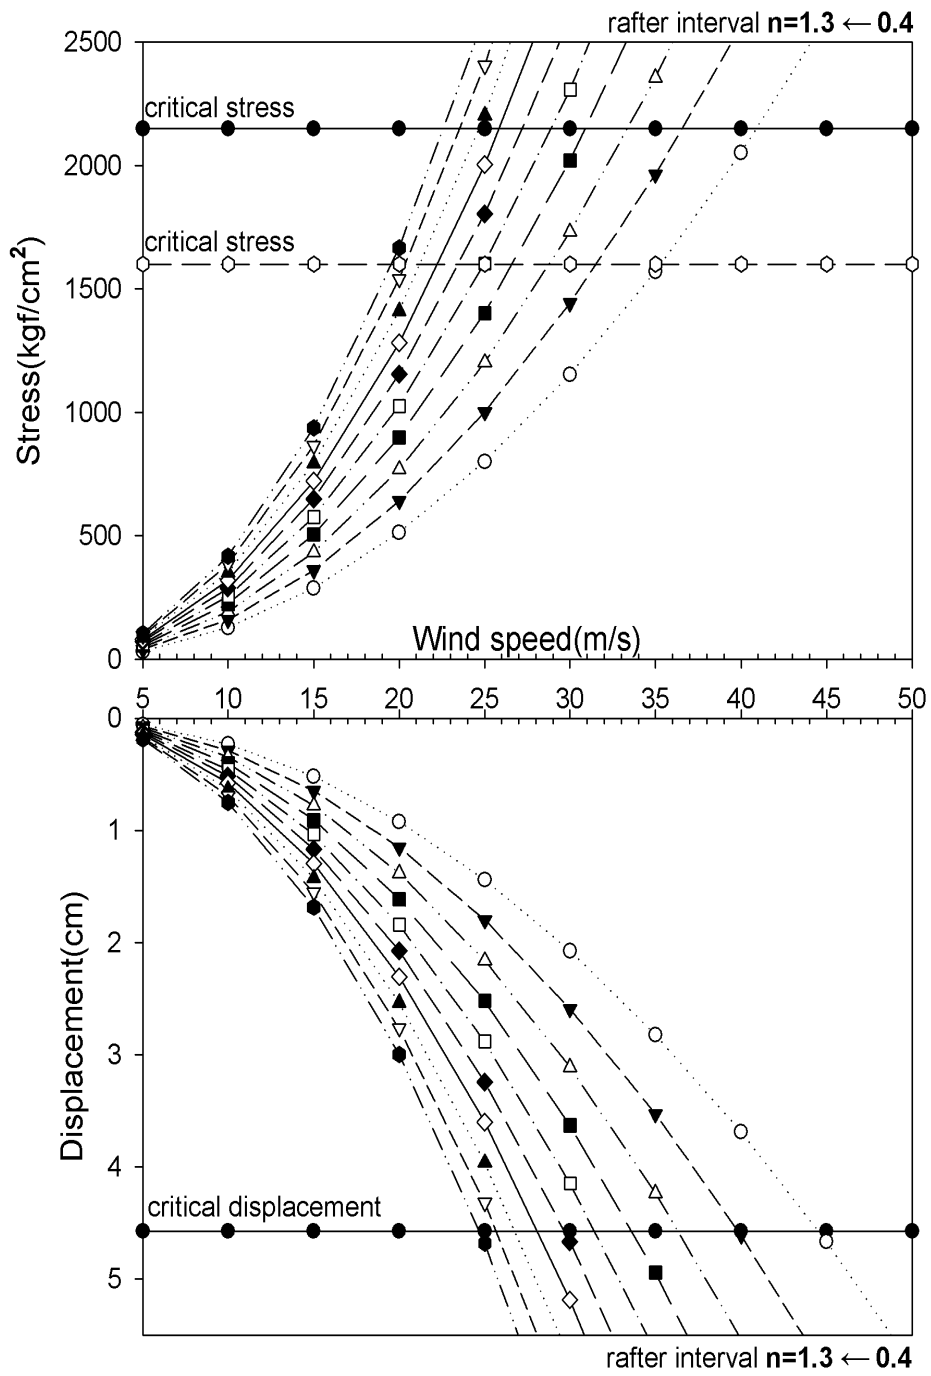 rafter interval n=1.3 ← 0.4
2500
critical stress
2000
critical stress
1500
Stress(kgf/cm²)
1000
500
Wind speed(m/s)
0
5 10 15 20 25 30 35 40 45 50
0
1
2
Displacement(cm)
3
4
critical displacement
5
rafter interval n=1.3 ← 0.4